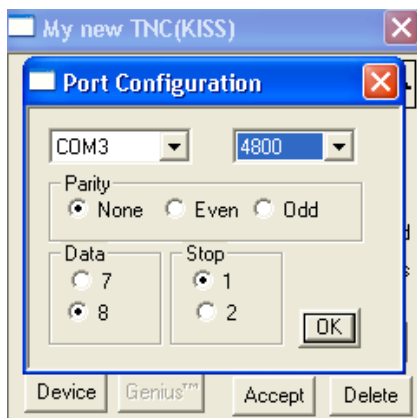 My new TNC(KISS)
Port Configuration
COM3 4800
Parity
None Even Odd
Data Stop
7 1
8 2
OK
Device Genius™ Accept Delete